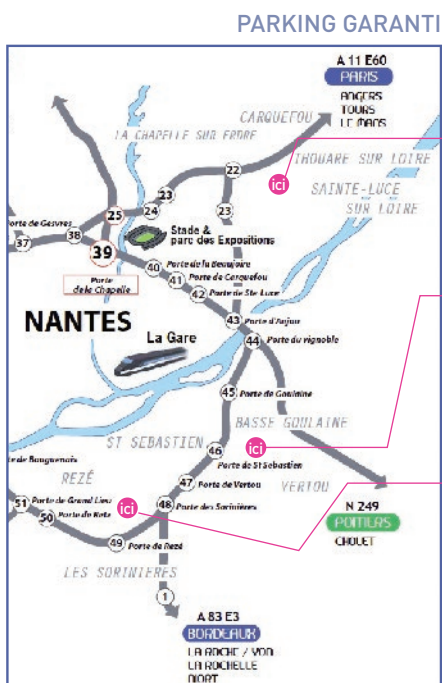 PARKING GARANTI
A 11 E60
PARIS
ANGERS
TOURS
LE MANS
CARQUEFOU
LA CHAPELLE SUR ERDRE
THOUARE SUR LOIRE
22
ici
SAINTE-LUCE
SUR LOIRE
23
25
24
23
Porte de Gesvres
38
37
Stade &
parc des Expositions
39
Porte
de la Chapelle
40
Porte de la Beaujoire
41
Porte de Carquefou
42
Porte de Ste Luce
NANTES
43
Porte d'Anjou
La Gare
44
Porte du vignoble
45
Porte de Goulaine
BASSE GOULAINE
ST SEBASTIEN
ici
46
Porte de St Sebastien
te de Bouguenais
REZÉ
47
Porte de Vertou
VERTOU
51
Porte de Grand Lieu
ici
48
Porte des Sorinières
50
Porte de Retz
N 249
POITIERS
CHOLET
49
Porte de Rezé
LES SORINIERES
1
A 83 E3
BORDEAUX
LA ROCHE / YON
LA ROCHELLE
NIORT